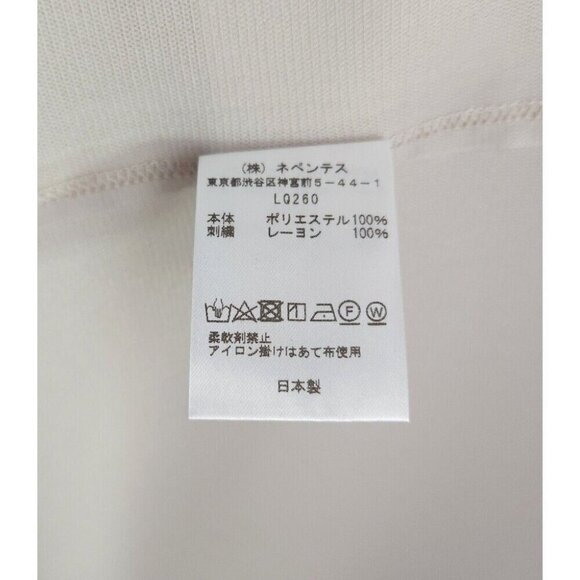 （株）ネペンテス
東京都渋谷区神宮前5－44－1
LQ260
本体 ポリエステル100%
刺繍 レーヨン 100%
F W
柔軟剤禁止
アイロン掛けはあて布使用
日本製